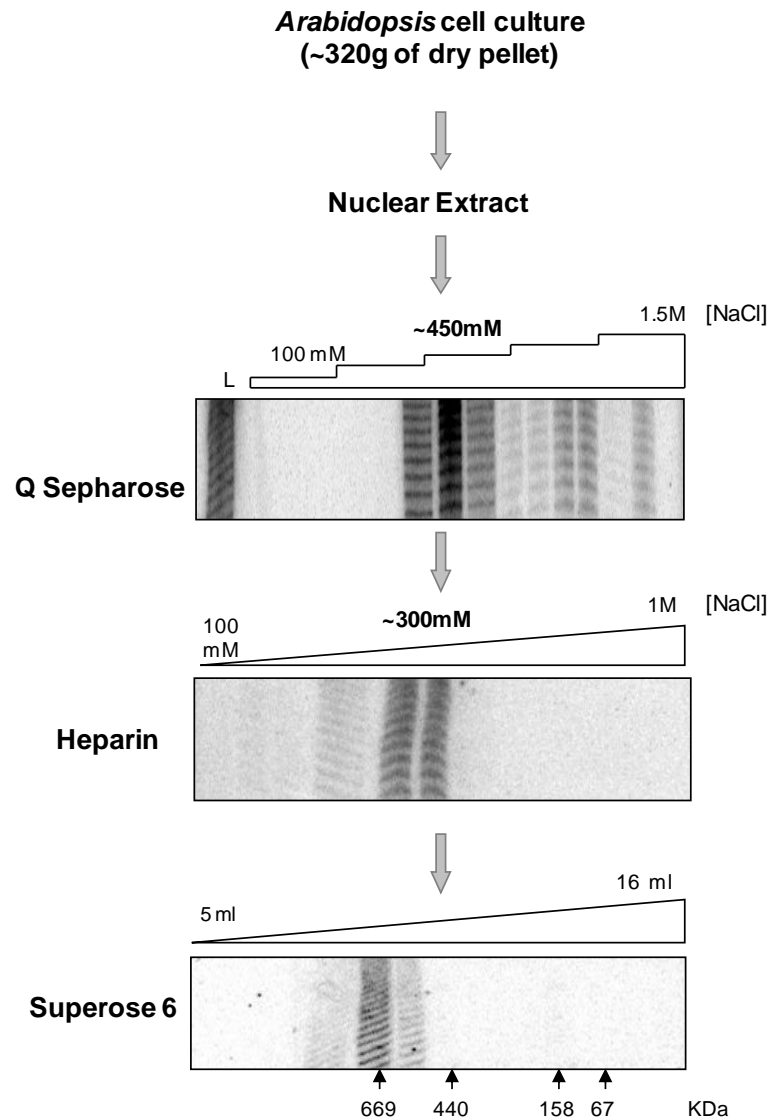 Arabidopsis cell culture
(~320g of dry pellet)
Nuclear Extract
1.5M [NaCl]
~450mM
100 mM
L
Q Sepharose
1M [NaCl]
~300mM
100
mM
Heparin
16 ml
5 ml
Superose 6
669 440 158 67 KDa